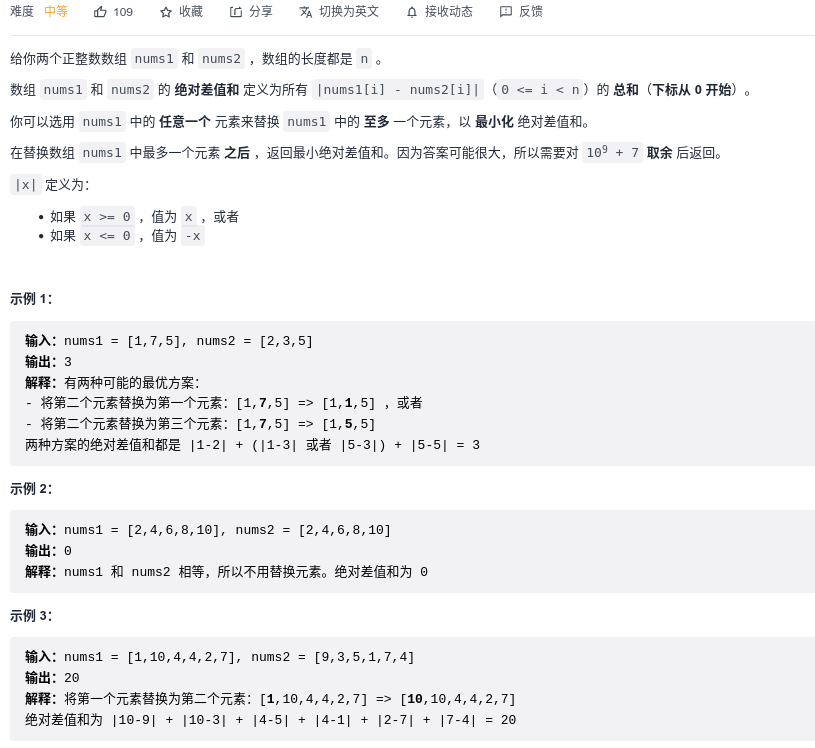 难度 中等 109 收藏 分享 切换为英文 接收动态 反馈
给你两个正整数数组 nums1 和 nums2 ，数组的长度都是 n 。
数组 nums1 和 nums2 的 绝对差值和 定义为所有 |nums1[i] - nums2[i]|（0 <= i < n）的 总和（下标从 0 开始）。
你可以选用 nums1 中的 任意一个 元素来替换 nums1 中的 至多 一个元素，以 最小化 绝对差值和。
在替换数组 nums1 中最多一个元素 之后 ，返回最小绝对差值和。因为答案可能很大，所以需要对 10⁹ + 7 取余 后返回。
|x| 定义为：
• 如果 x >= 0 ，值为 x ，或者
• 如果 x <= 0 ，值为 -x
示例 1：
输入：nums1 = [1,7,5], nums2 = [2,3,5]
输出：3
解释：有两种可能的最优方案：
- 将第二个元素替换为第一个元素：[1,7,5] => [1,1,5] ，或者
- 将第二个元素替换为第三个元素：[1,7,5] => [1,5,5]
两种方案的绝对差值和都是 |1-2| + (|1-3| 或者 |5-3|) + |5-5| = 3
示例 2：
输入：nums1 = [2,4,6,8,10], nums2 = [2,4,6,8,10]
输出：0
解释：nums1 和 nums2 相等，所以不用替换元素。绝对差值和为 0
示例 3：
输入：nums1 = [1,10,4,4,2,7], nums2 = [9,3,5,1,7,4]
输出：20
解释：将第一个元素替换为第二个元素：[1,10,4,4,2,7] => [10,10,4,4,2,7]
绝对差值和为 |10-9| + |10-3| + |4-5| + |4-1| + |2-7| + |7-4| = 20